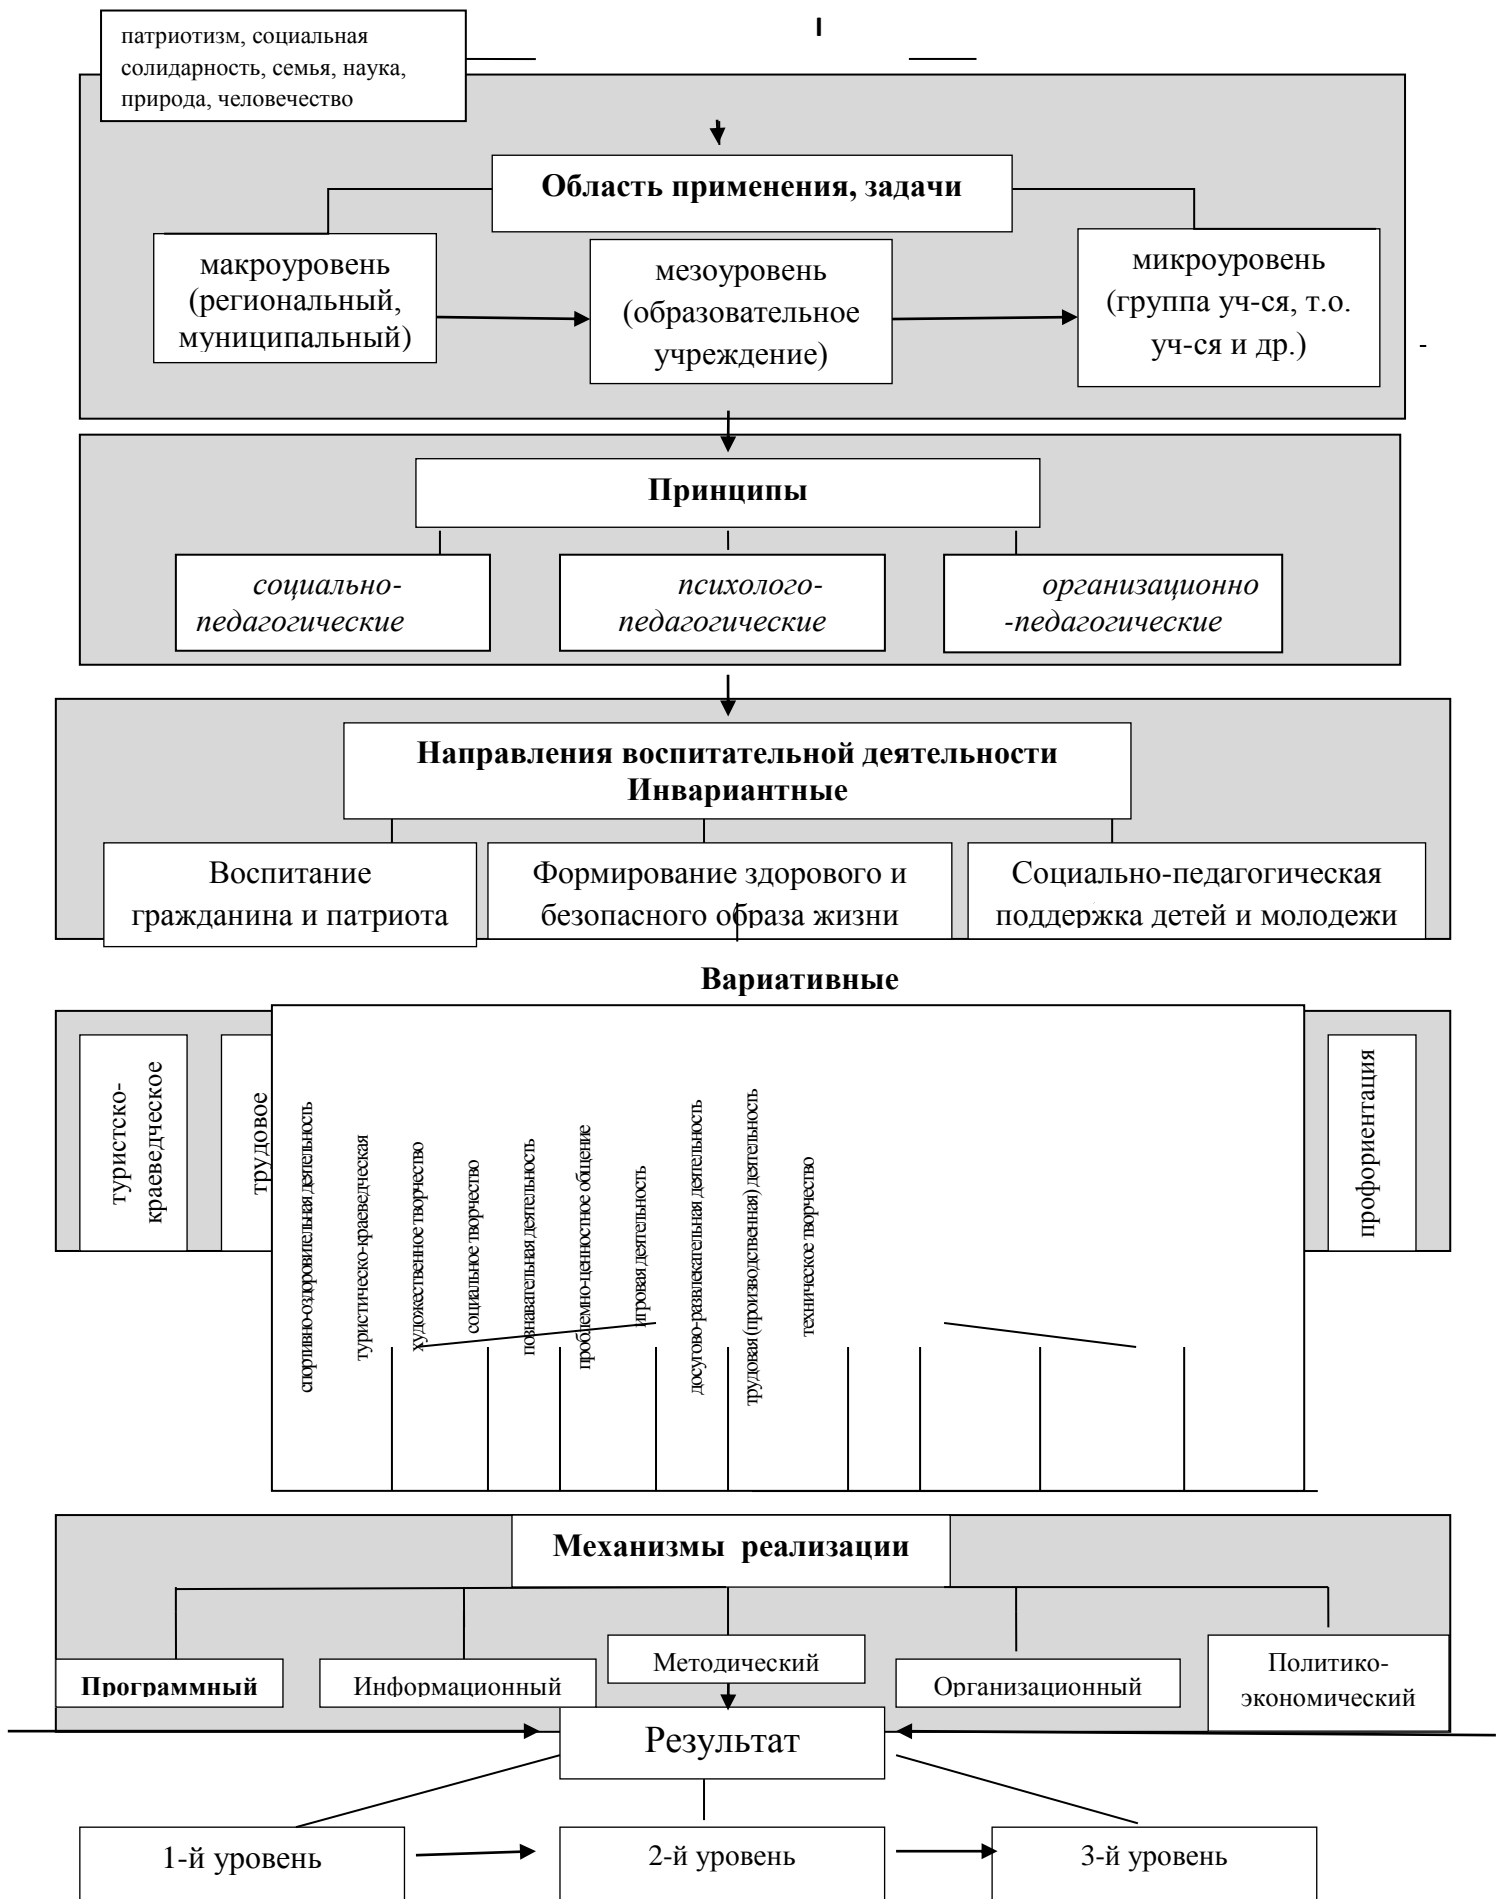 патриотизм, социальная
солидарность, семья, наука,
природа, человечество
Область применения, задачи
макроуровень
(региональный,
муниципальный)
мезоуровень
(образовательное
учреждение)
микроуровень
(группа уч-ся, т.о.
уч-ся и др.)
Принципы
социально-
педагогические
психолого-
педагогические
организационно
-педагогические
Направления воспитательной деятельности
Инвариантные
Воспитание
гражданина и патриота
Формирование здорового и
безопасного образа жизни
Социально-педагогическая
поддержка детей и молодежи
Вариативные
туристско-
краеведческое
трудовое
спортивно-оздоровительная деятельность
туристическо-краеведческая
художественное творчество
социальное творчество
познавательная деятельность
проблемно-ценностное общение
игровая деятельность
досугово-развлекательная деятельность
трудовая (производственная) деятельность
техническое творчество
профориентация
Механизмы реализации
Программный
Информационный
Методический
Организационный
Политико-
экономический
Результат
1-й уровень
2-й уровень
3-й уровень